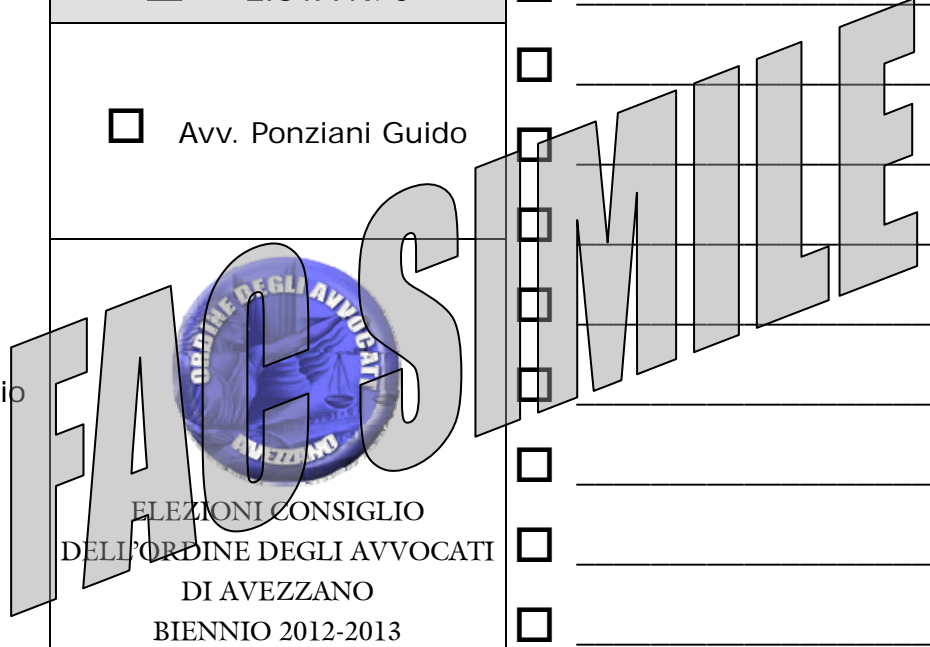 Avv. Ponziani Guido
ORDINE DEGLI AVVOCATI
AVEZZANO
io
FAC SIMILE
ELEZIONI CONSIGLIO
DELL'ORDINE DEGLI AVVOCATI
DI AVEZZANO
BIENNIO 2012-2013